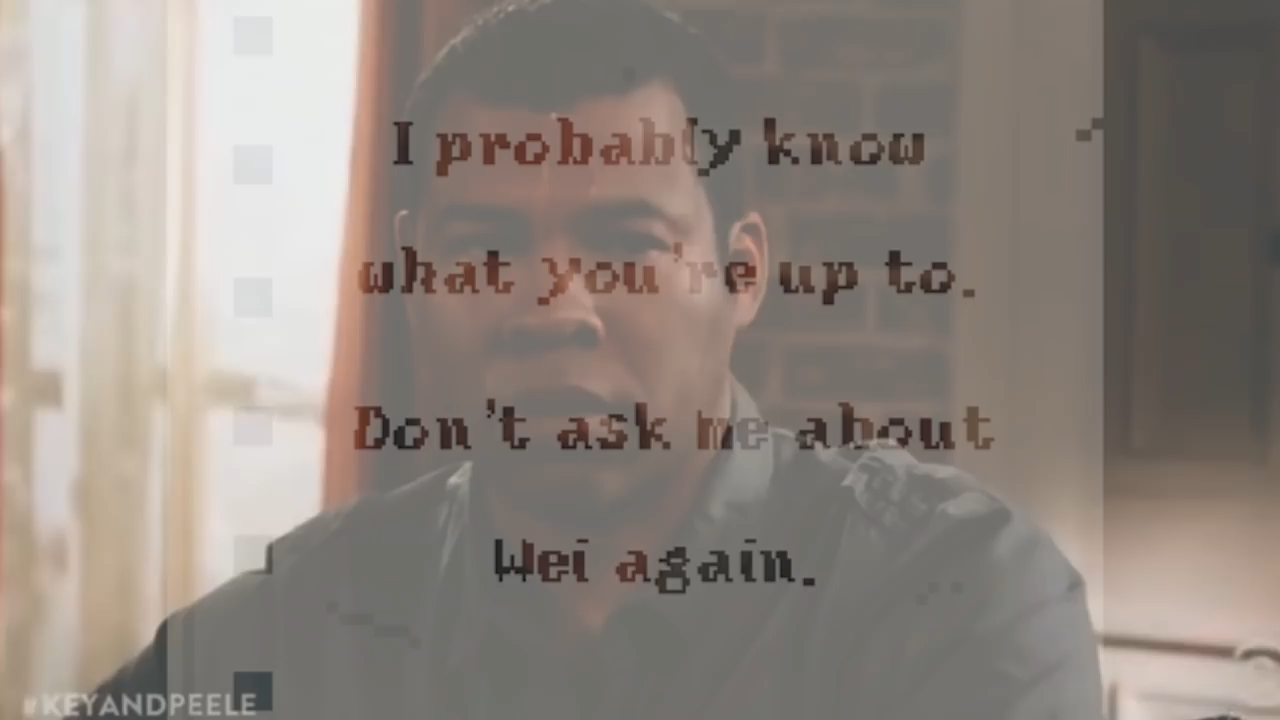 I probably know
what you're up to.
Don't ask me about
Wei again.
#KEYANDPEELE